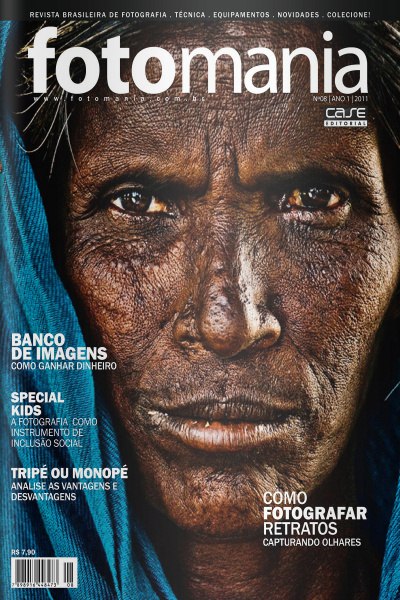 REVISTA BRASILEIRA DE FOTOGRAFIA . TÉCNICA . EQUIPAMENTOS . NOVIDADES . COLECIONE!
fotomania
www.fotomania.com.br
Nº08 | ANO 1 | 2011
CASE
EDITORIAL
BANCO
DE IMAGENS
COMO GANHAR DINHEIRO
SPECIAL
KIDS
A FOTOGRAFIA COMO
INSTRUMENTO DE
INCLUSÃO SOCIAL
TRIPÉ OU MONOPÉ
ANALISE AS VANTAGENS E
DESVANTAGENS
COMO
FOTOGRAFAR
RETRATOS
CAPTURANDO OLHARES
R$ 7,90